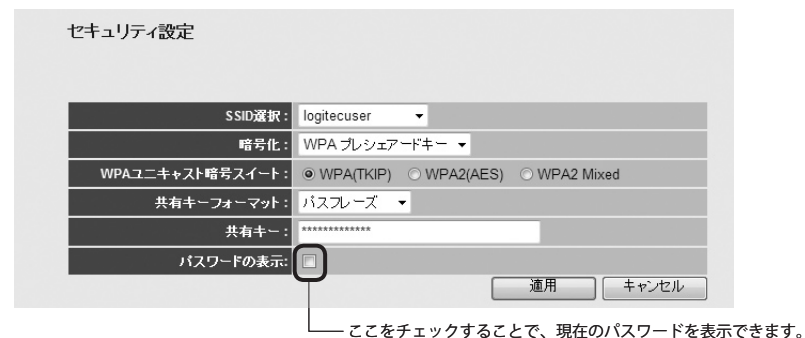 セキュリティ設定
SSID選択： logitecuser
暗号化： WPA プレシェアードキー
WPAユニキャスト暗号スイート： WPA(TKIP) WPA2(AES) WPA2 Mixed
共有キーフォーマット： パスフレーズ
共有キー： *************
パスワードの表示:
適用 キャンセル
ここをチェックすることで、現在のパスワードを表示できます。